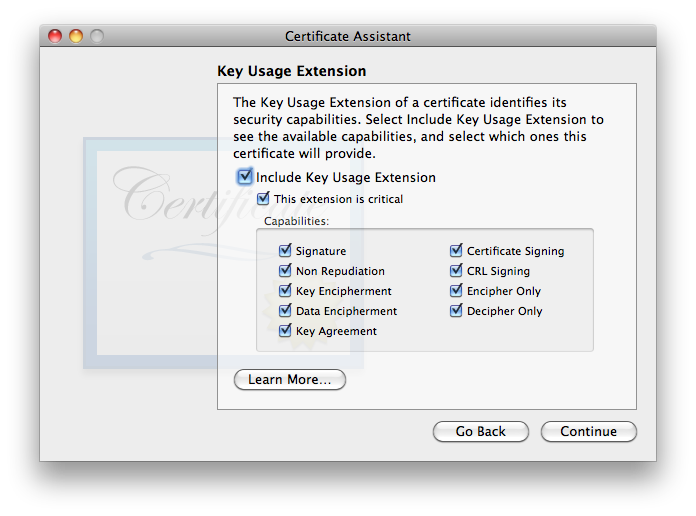 Certificate Assistant
Key Usage Extension
The Key Usage Extension of a certificate identifies its
security capabilities. Select Include Key Usage Extension to
see the available capabilities, and select which ones this
certificate will provide.
Include Key Usage Extension
This extension is critical
Certificate
Capabilities:
Signature
Certificate Signing
Non Repudiation
CRL Signing
Key Encipherment
Encipher Only
Data Encipherment
Decipher Only
Key Agreement
Learn More...
Go Back
Continue